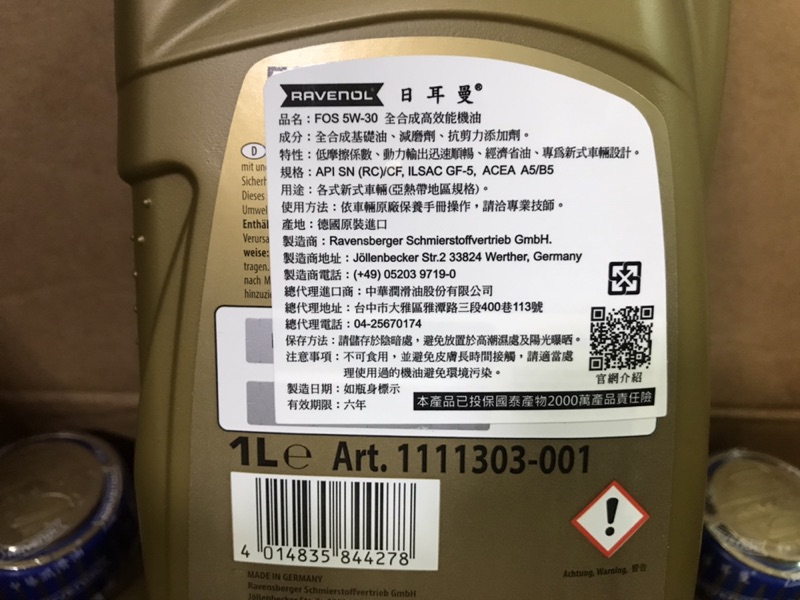 RAVENOL 日耳曼®
品名：FOS 5W-30 全合成高效能機油
成分：全合成基礎油、減磨劑、抗剪力添加劑。
特性：低摩擦係數、動力輸出迅速順暢、經濟省油、專為新式車輛設計。
規格：API SN (RC)/CF, ILSAC GF-5, ACEA A5/B5
用途：各式新式車輛(亞熱帶地區規格)。
使用方法：依車輛原廠保養手冊操作，請洽專業技師。
產地：德國原裝進口
製造商：Ravensberger Schmierstoffvertrieb GmbH.
製造商地址：Jöllenbecker Str.2 33824 Werther, Germany
製造商電話：(+49) 05203 9719-0
總代理進口商：中華潤滑油股份有限公司
總代理地址：台中市大雅區雅潭路三段400巷113號
總代理電話：04-25670174
保存方法：請儲存於陰暗處，避免放置於高潮濕處及陽光曝曬。
注意事項：不可食用，並避免皮膚長時間接觸，請適當處
理使用過的機油避免環境污染。
製造日期：如瓶身標示
有效期限：六年
官網介紹
本產品已投保國泰產物2000萬產品責任險
D
mit un
Sicherh
Dieses
Umwel
Enthäl
Verursa
weise:
tragen.
nach M
hinzuzi
1L e Art. 1111303-001
4 014835 844278
Achtung, Warning, 警告
MADE IN GERMANY
Ravensberger Schmierstoffvertrieb GmbH